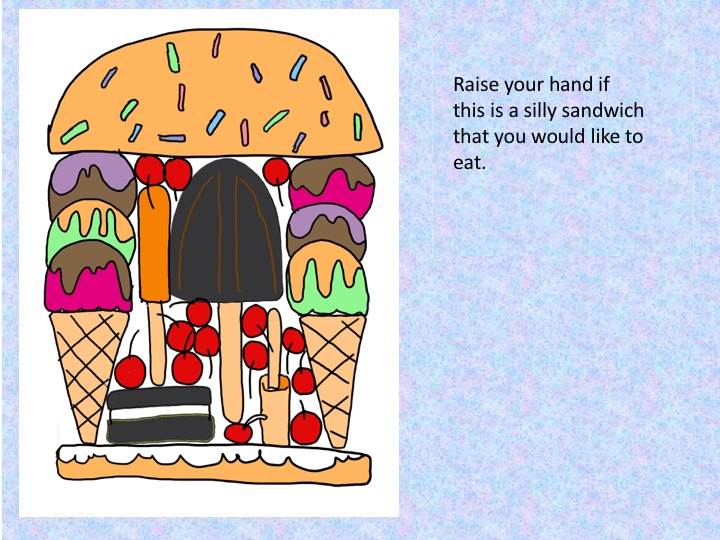 Raise your hand if
this is a silly sandwich
that you would like to
eat.